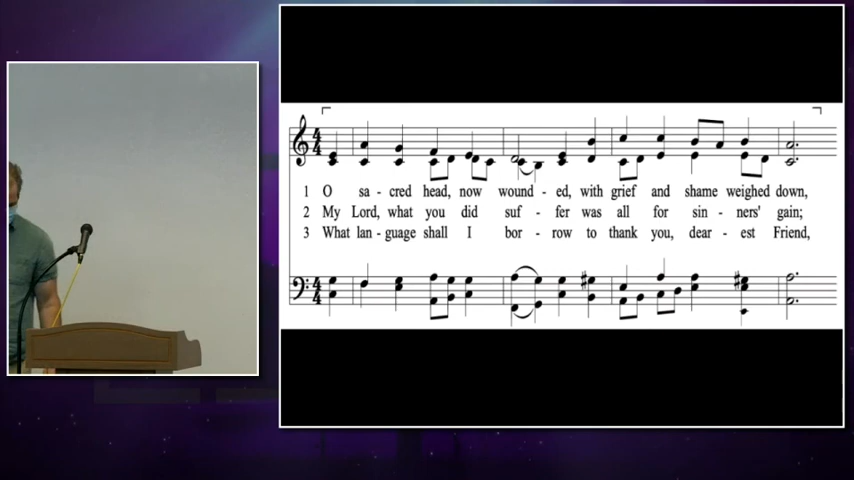 1 O sa - cred head, now wound - ed, with grief and shame weighed down,
2 My Lord, what you did suf - fer was all for sin - ners' gain;
3 What lan - guage shall I bor - row to thank you, dear - est Friend,